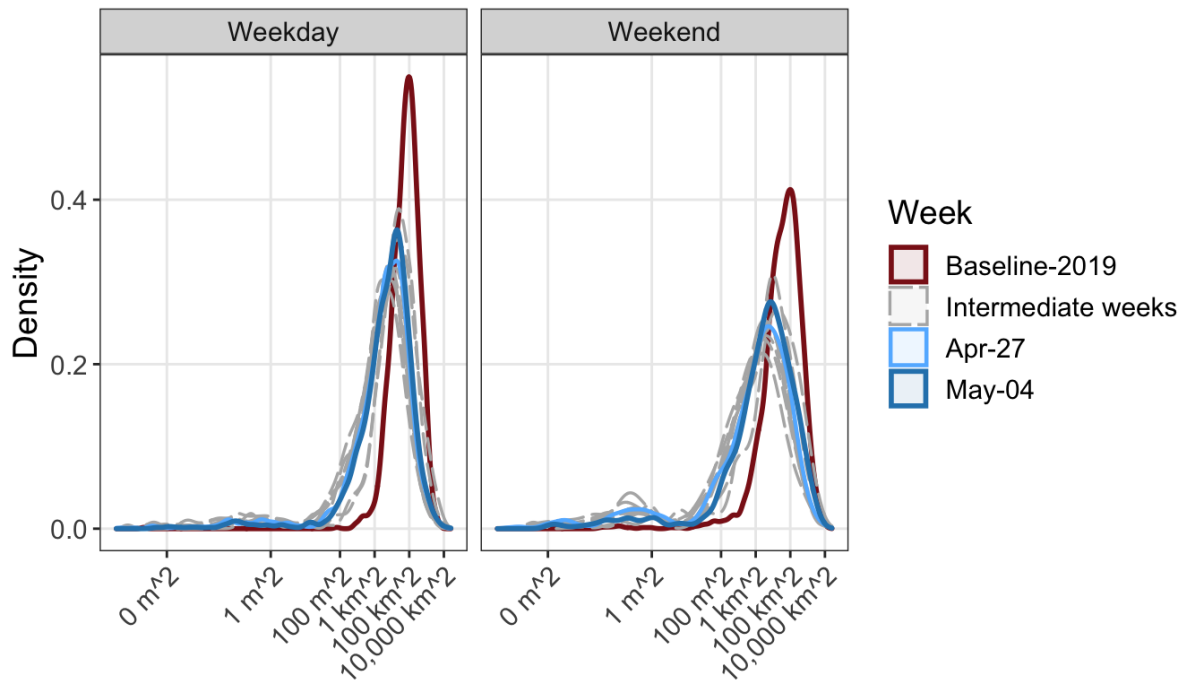 Weekday
Weekend
Density
0.4
0.2
0.0
0 m^2
1 m^2
100 m^2
1 km^2
100 km^2
10,000 km^2
0 m^2
1 m^2
100 m^2
1 km^2
100 km^2
10,000 km^2
Week
Baseline-2019
Intermediate weeks
Apr-27
May-04